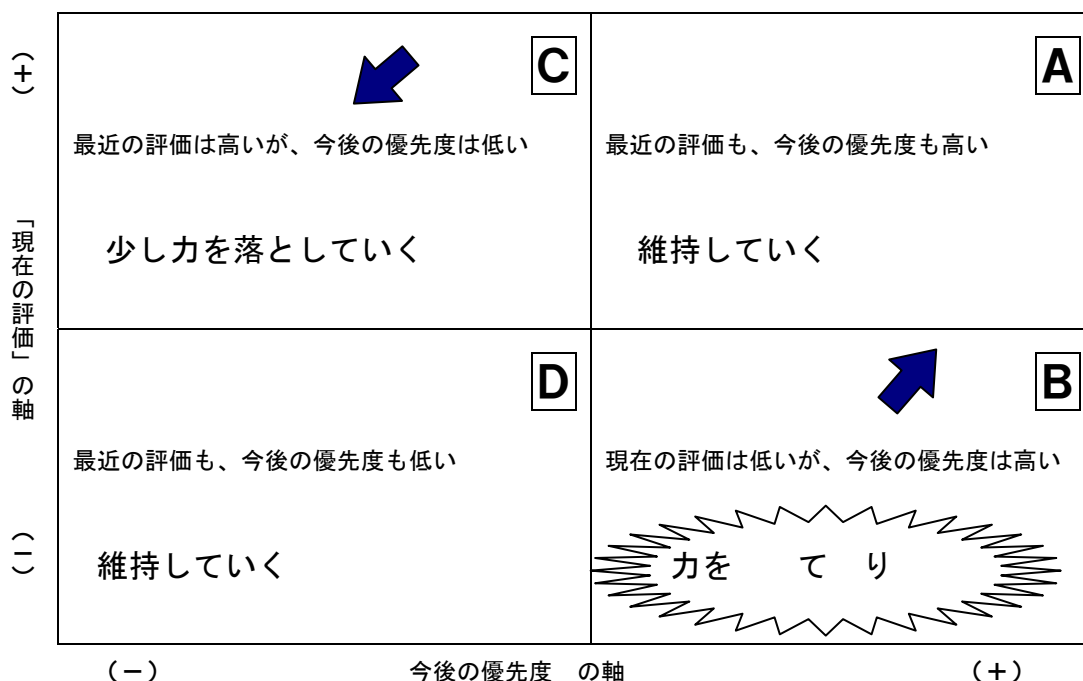 （＋）
「現在の評価」の軸
（－）
C
最近の評価は高いが、今後の優先度は低い
少し力を落としていく
A
最近の評価も、今後の優先度も高い
維持していく
D
最近の評価も、今後の優先度も低い
維持していく
B
現在の評価は低いが、今後の優先度は高い
力を　　て　り
（－）　今後の優先度　の軸　（＋）